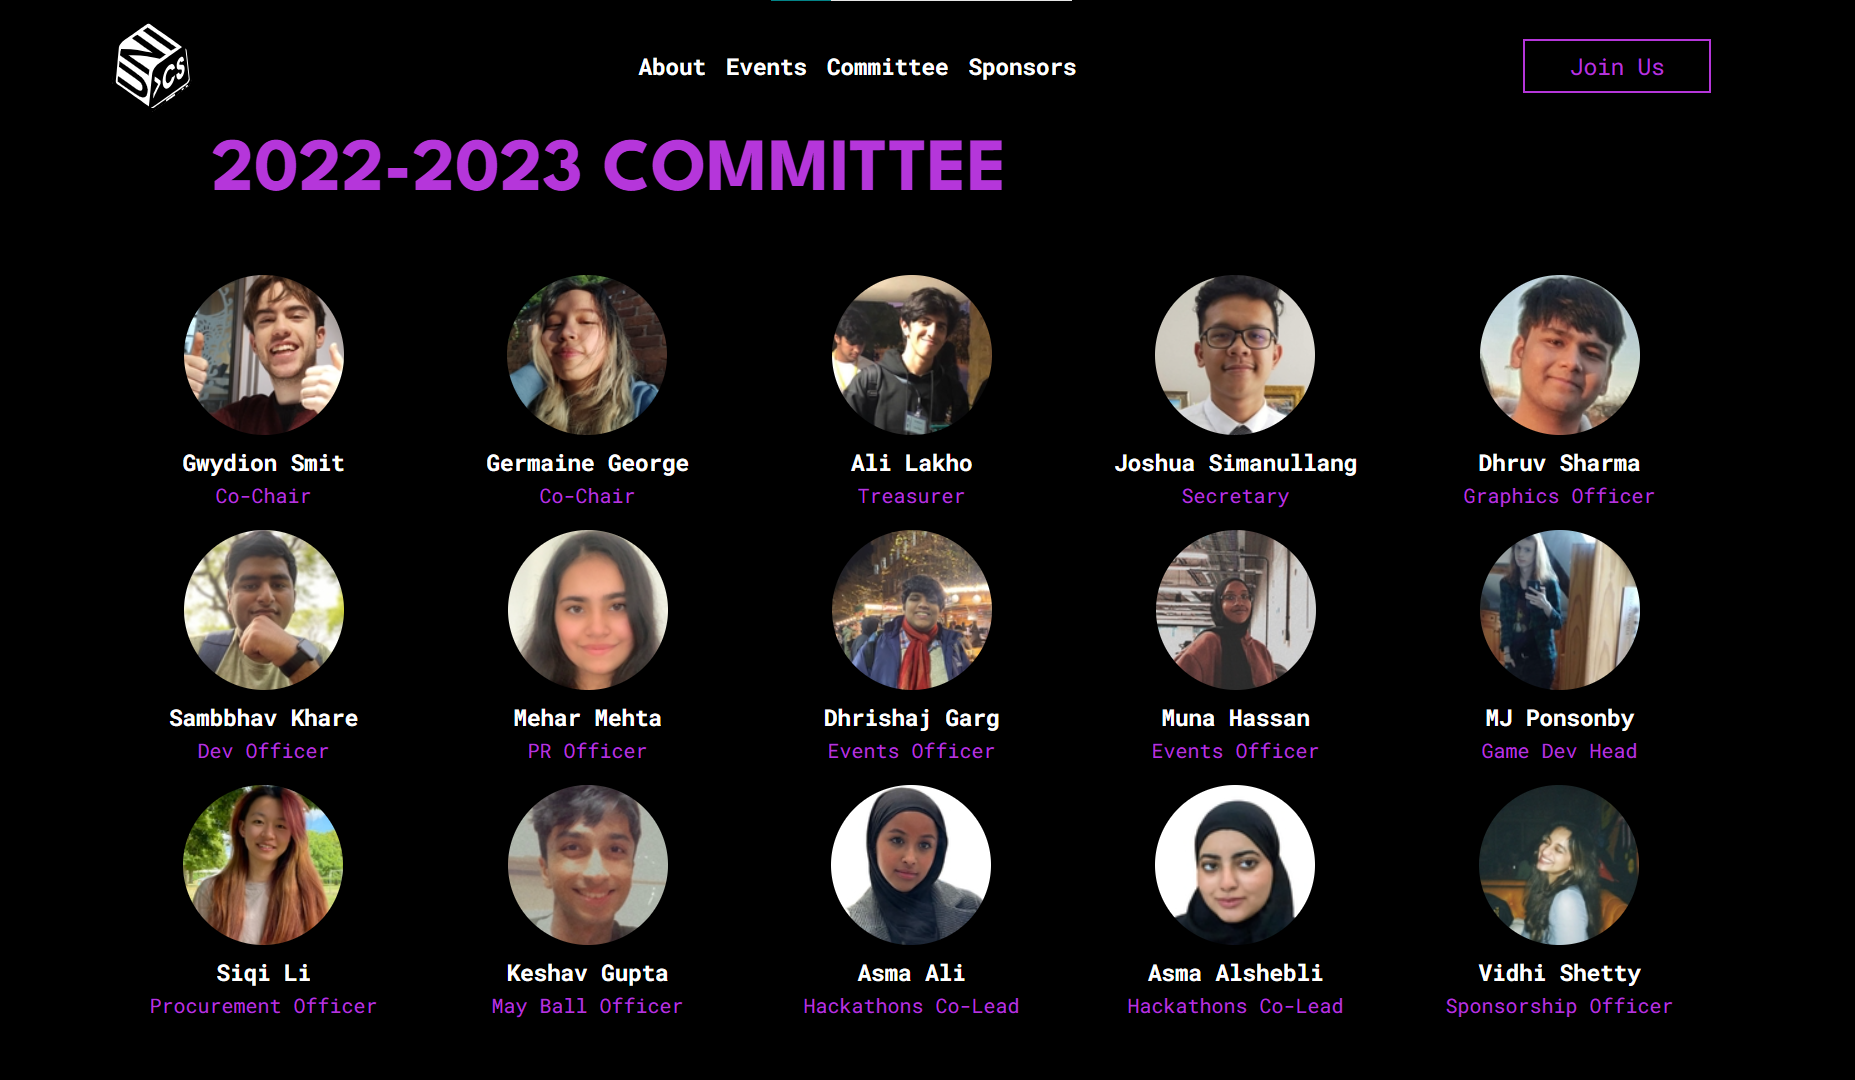 UNI
>CS
About Events Committee Sponsors
Join Us
2022-2023 COMMITTEE
Gwydion Smit
Co-Chair
Germaine George
Co-Chair
Ali Lakho
Treasurer
Joshua Simanullang
Secretary
Dhruv Sharma
Graphics Officer
Sambbhav Khare
Dev Officer
Mehar Mehta
PR Officer
Dhrishaj Garg
Events Officer
Muna Hassan
Events Officer
MJ Ponsonby
Game Dev Head
Siqi Li
Procurement Officer
Keshav Gupta
May Ball Officer
Asma Ali
Hackathons Co-Lead
Asma Alshebli
Hackathons Co-Lead
Vidhi Shetty
Sponsorship Officer